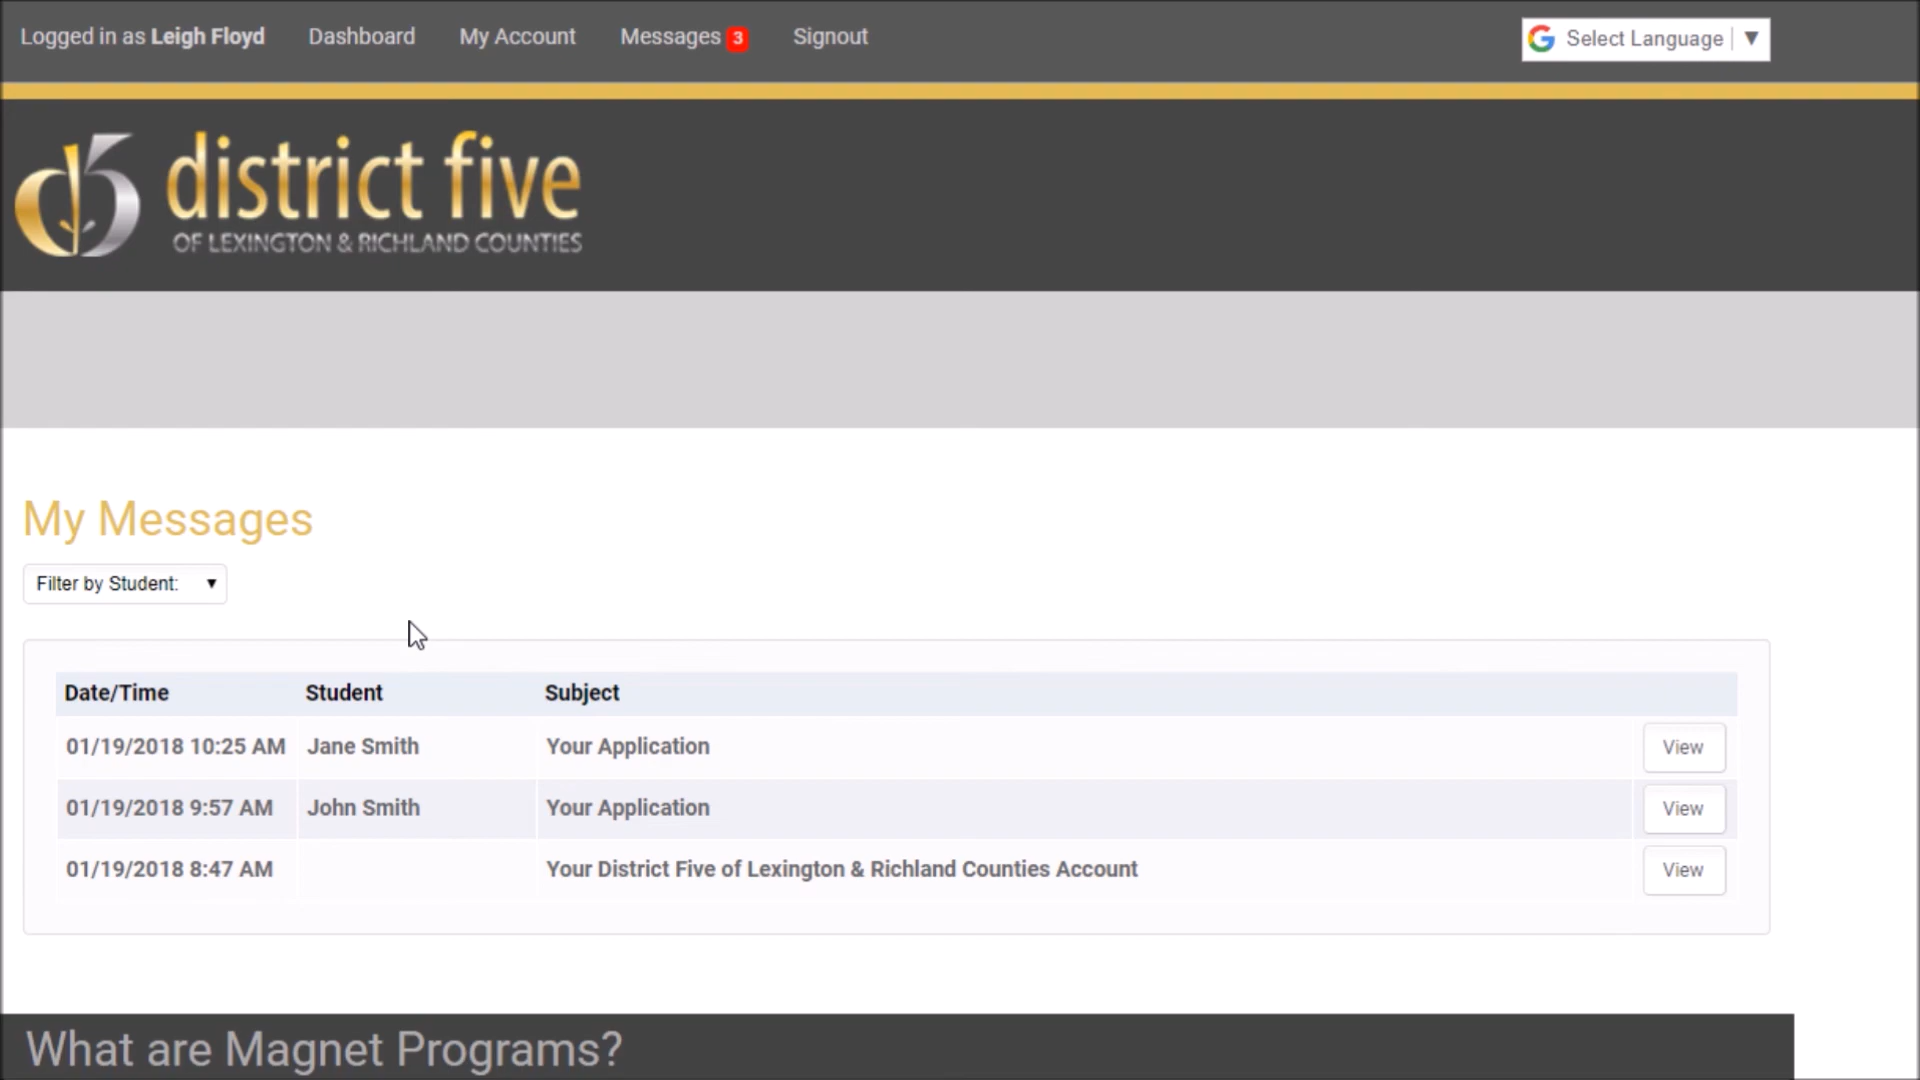 Logged in as Leigh Floyd Dashboard My Account Messages 3 Signout Select Language ▼
district five
OF LEXINGTON & RICHLAND COUNTIES
My Messages
Filter by Student: ▼
Date/Time Student Subject
01/19/2018 10:25 AM Jane Smith Your Application View
01/19/2018 9:57 AM John Smith Your Application View
01/19/2018 8:47 AM Your District Five of Lexington & Richland Counties Account View
What are Magnet Programs?